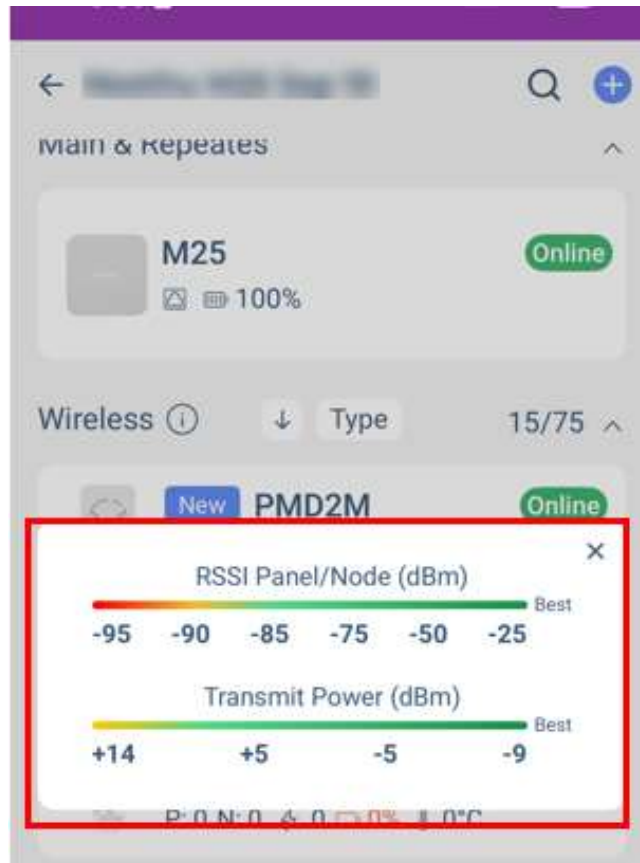 Main & Repeates
M25
Online
100%
Wireless
Type
15/75
New PMD2M
Online
RSSI Panel/Node (dBm)
Best
-95 -90 -85 -75 -50 -25
Transmit Power (dBm)
Best
+14 +5 -5 -9
P: 0 N: 0 0 0% 0°C